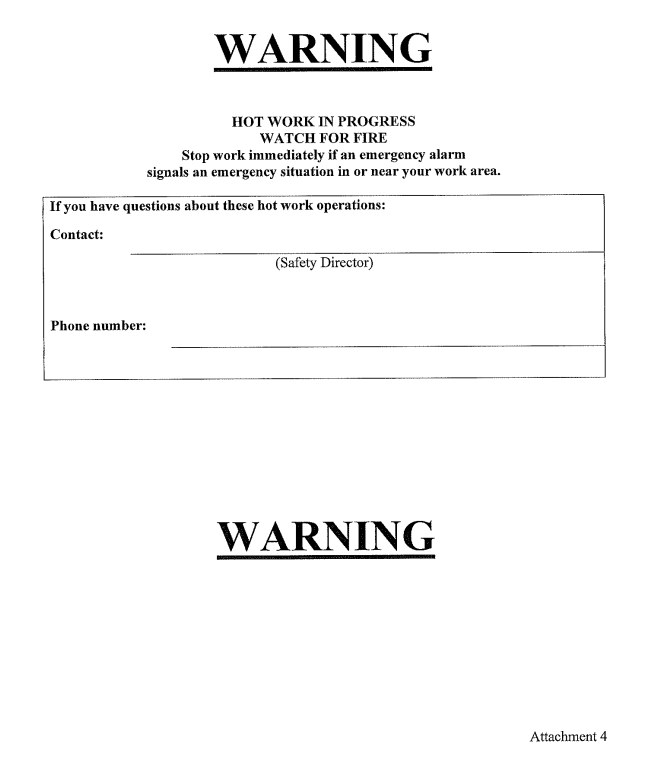 WARNING
HOT WORK IN PROGRESS
WATCH FOR FIRE
Stop work immediately if an emergency alarm
signals an emergency situation in or near your work area.
If you have questions about these hot work operations:
Contact:
(Safety Director)
Phone number:
WARNING
Attachment 4